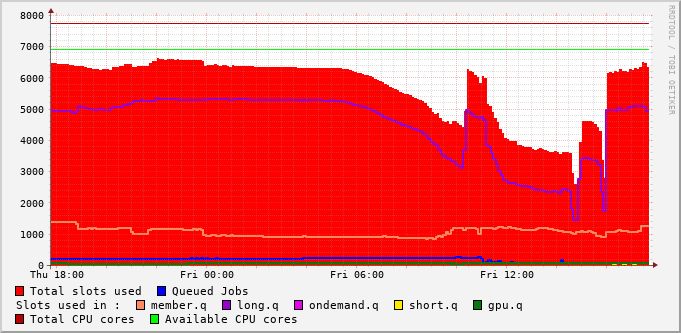 8000
7000
6000
5000
4000
3000
2000
1000
0
Thu 18:00 Fri 00:00 Fri 06:00 Fri 12:00
RRDTOOL / TOBI OETIKER
Total slots used Queued Jobs
Slots used in : member.q long.q ondemand.q short.q gpu.q
Total CPU cores Available CPU cores